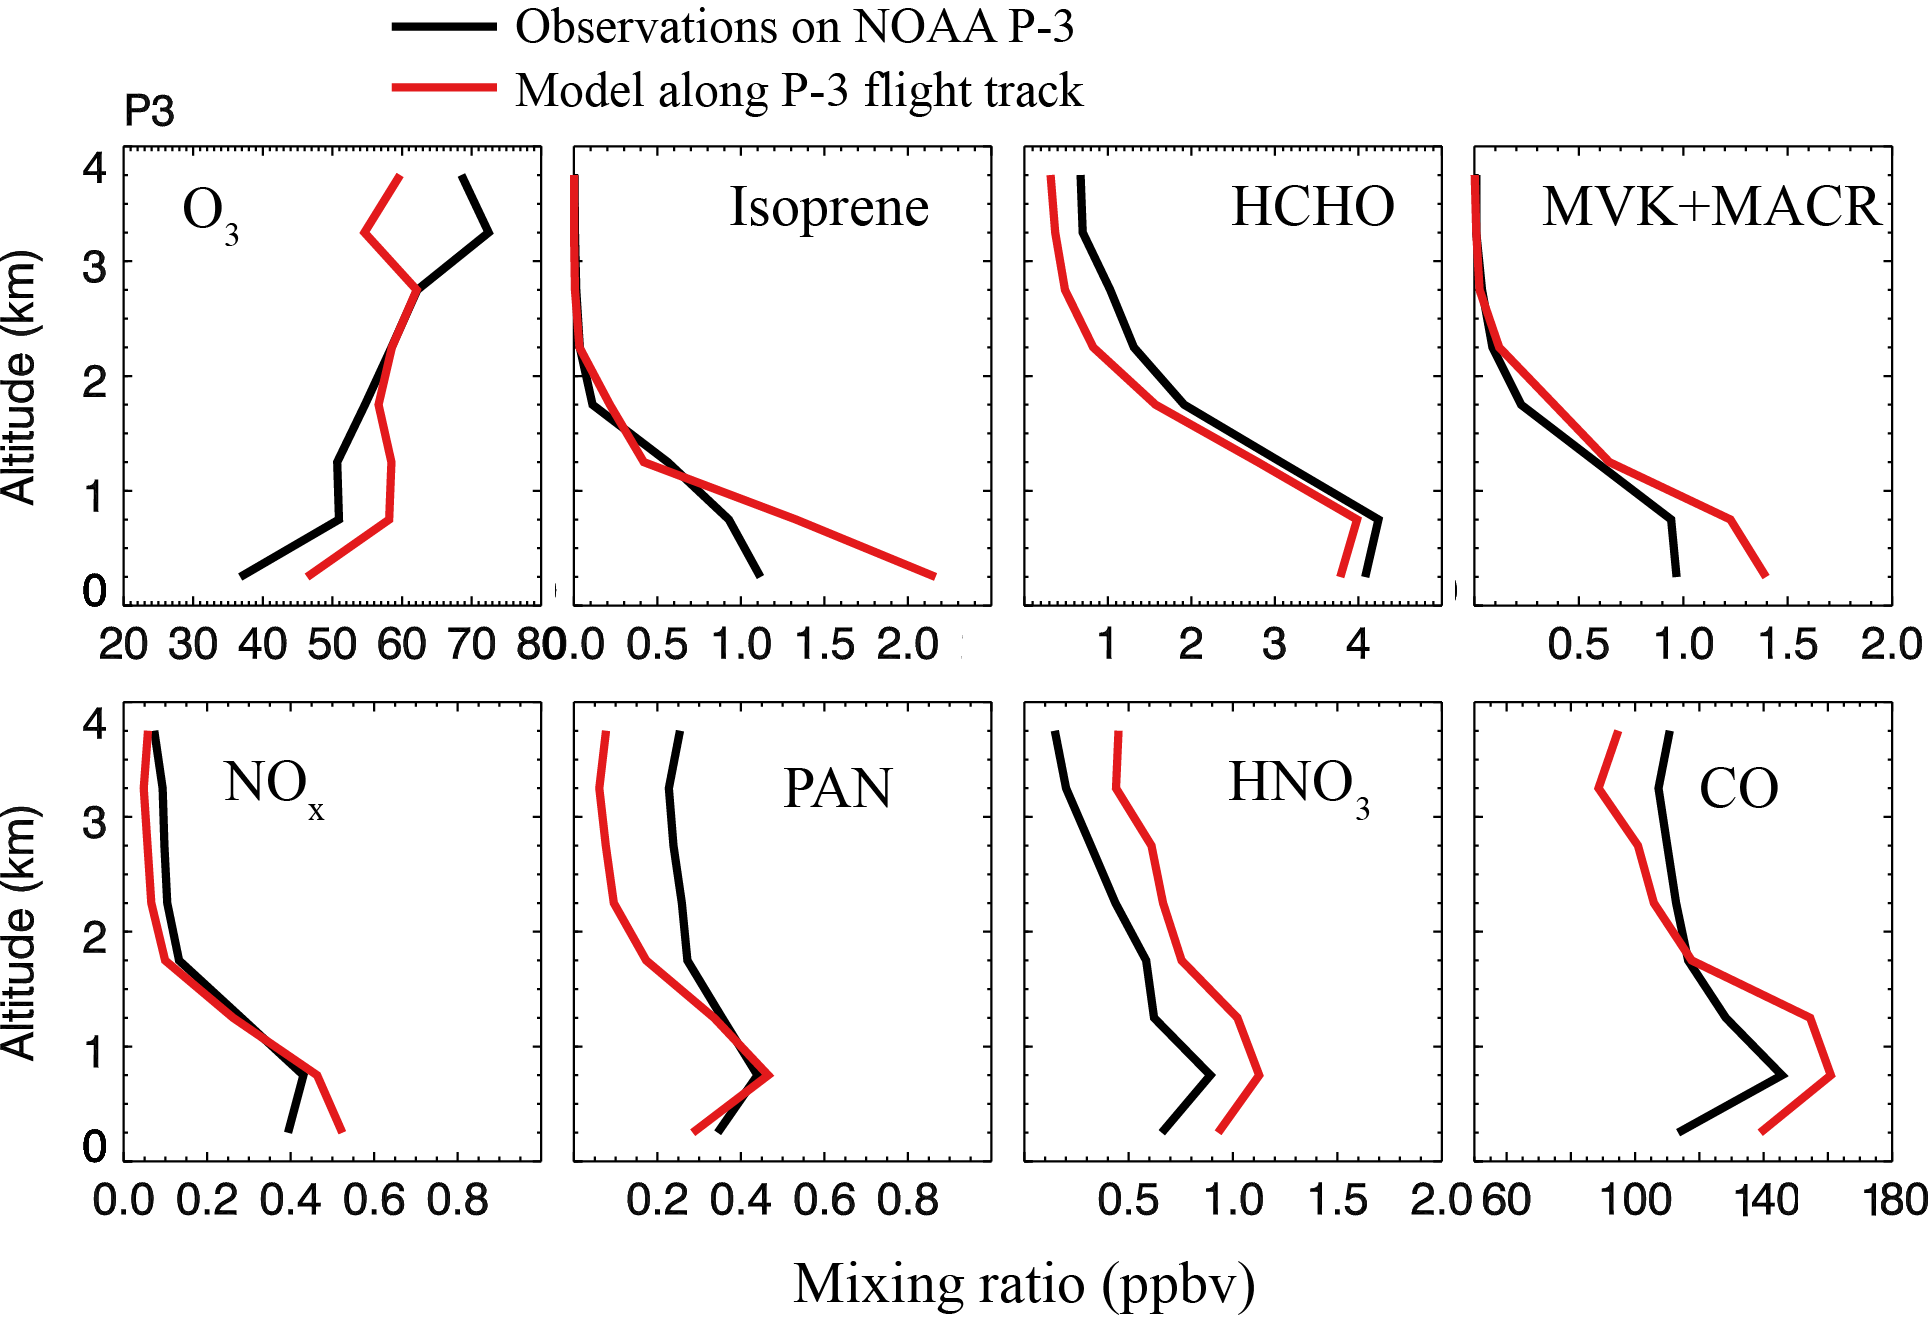 Observations on NOAA P-3
Model along P-3 flight track
P3
O3
Isoprene
HCHO
MVK+MACR
Altitude (km)
4
3
2
1
0
20 30 40 50 60 70 80
0.0 0.5 1.0 1.5 2.0
1 2 3 4
0.5 1.0 1.5 2.0
NOx
PAN
HNO3
CO
Altitude (km)
4
3
2
1
0
0.0 0.2 0.4 0.6 0.8
0.2 0.4 0.6 0.8
0.5 1.0 1.5 2.0
60 100 140 180
Mixing ratio (ppbv)